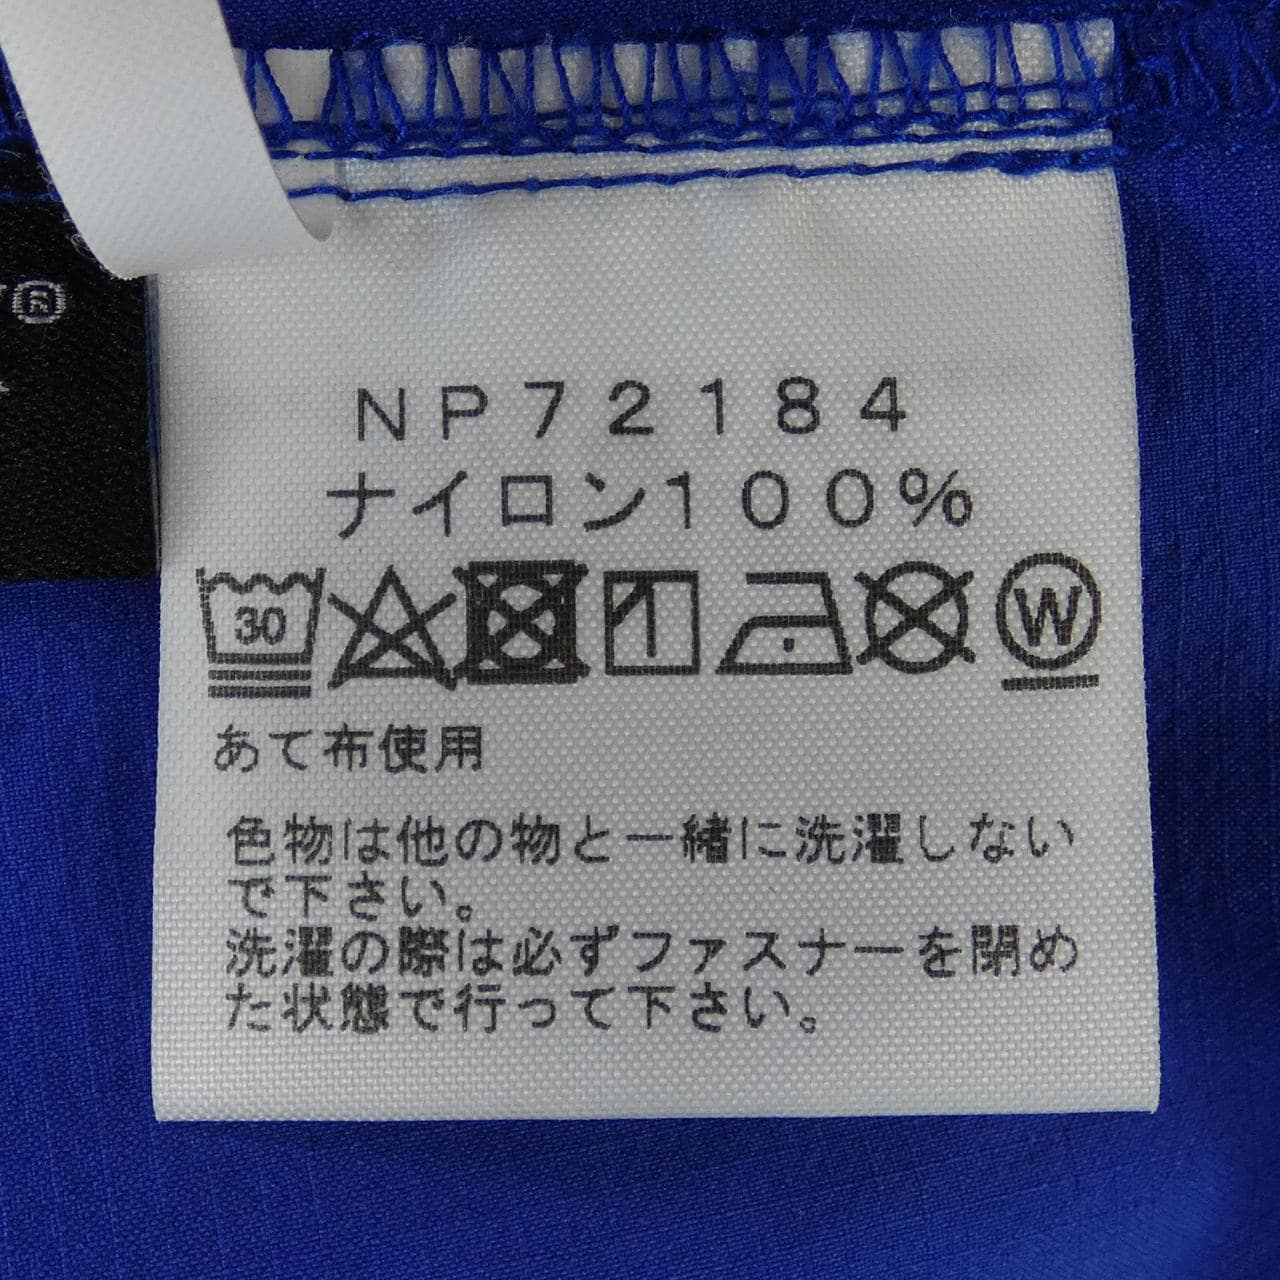 ®
NP72184
ナイロン100%
30 W
あて布使用
色物は他の物と一緒に洗濯しない
で下さい。
洗濯の際は必ずファスナーを閉め
た状態で行って下さい。